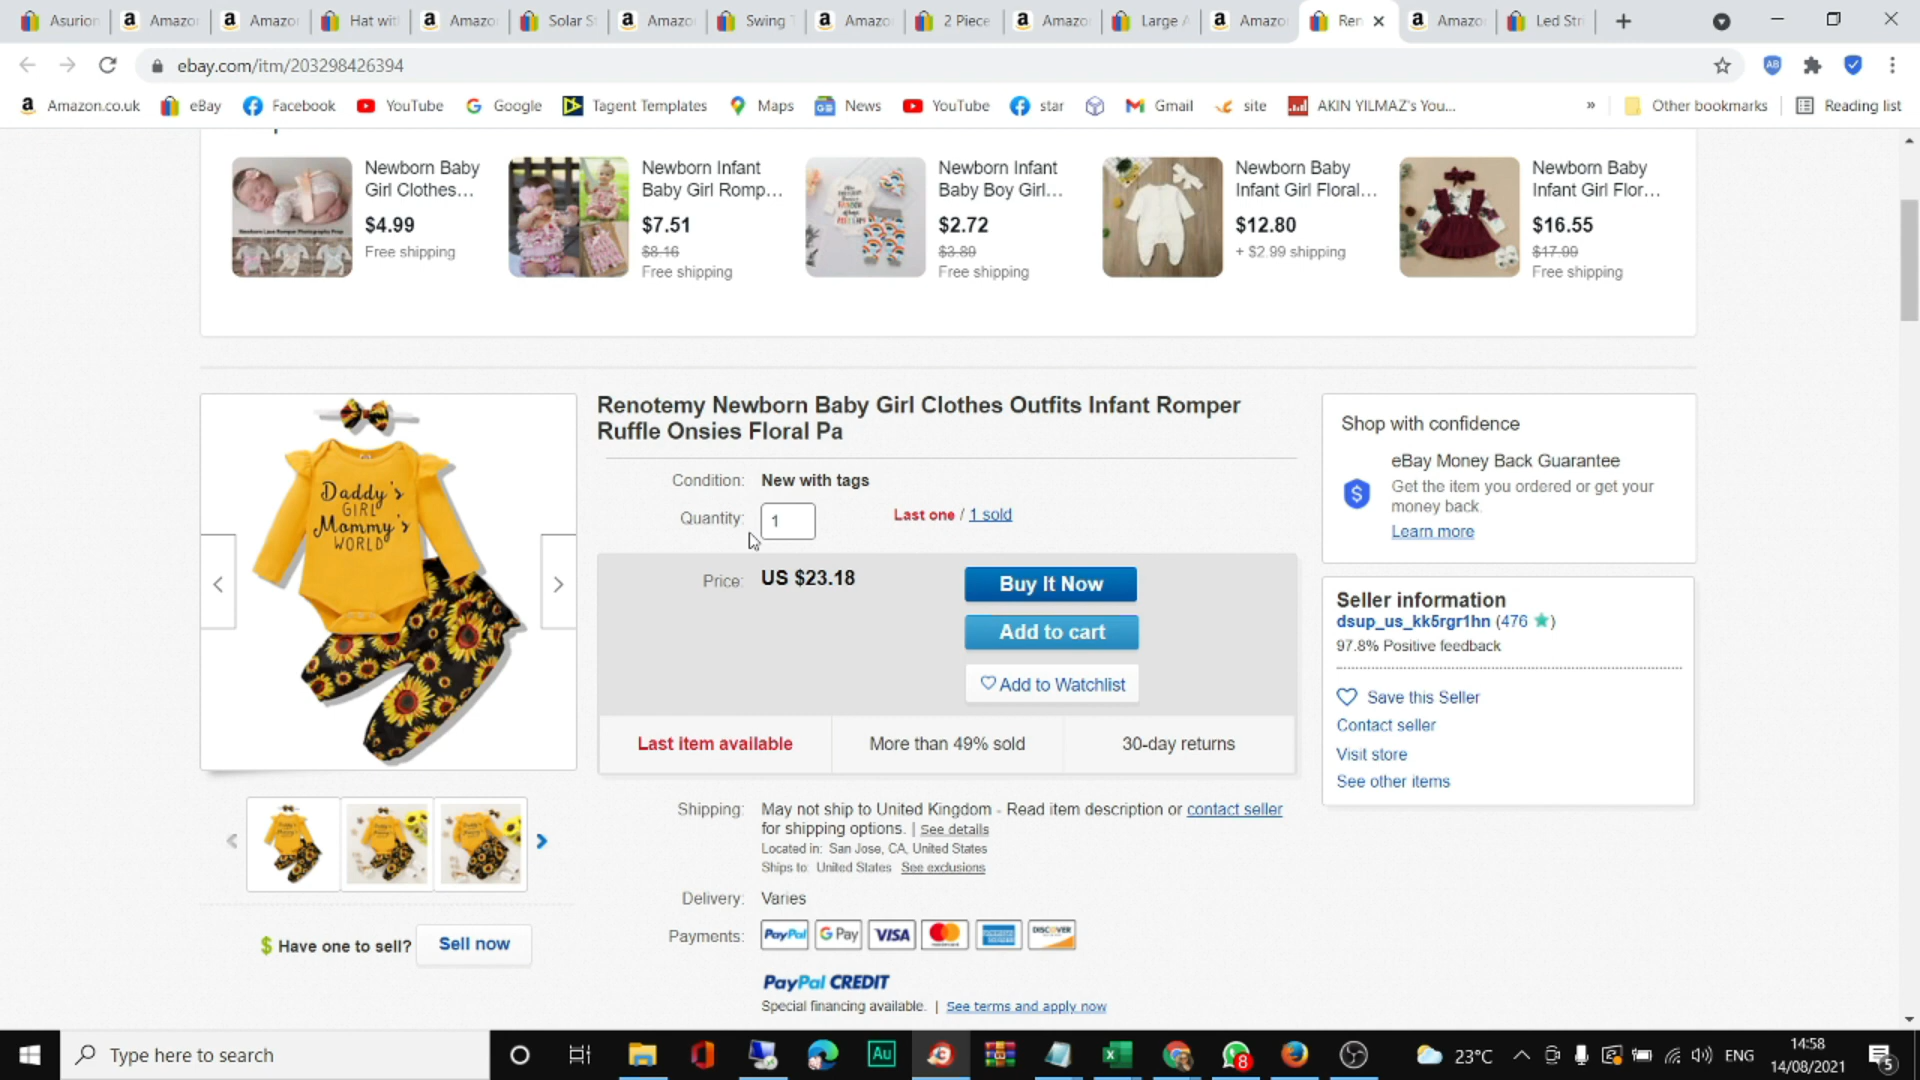 Asurion
Amazo
Amazo
Hat wit
Amazo
Solar S
Amazo
Swing T
Amazo
2 Piece
Amazo
Large A
Amazo
Ren
Amazo
Led Str
ebay.com/itm/203298426394
Amazon.co.uk
eBay
Facebook
YouTube
Google
Tagent Templates
Maps
News
YouTube
star
Gmail
site
AKIN YILMAZ's You...
»
Other bookmarks
Reading list
Newborn Baby
Girl Clothes...
$4.99
Free shipping
Newborn Infant
Baby Girl Romp...
$7.51
$8.16
Free shipping
Newborn Infant
Baby Boy Girl...
$2.72
$3.89
Free shipping
Newborn Baby
Infant Girl Floral...
$12.80
+ $2.99 shipping
Newborn Baby
Infant Girl Flor...
$16.55
$17.99
Free shipping
Renotemy Newborn Baby Girl Clothes Outfits Infant Romper
Ruffle Onsies Floral Pa
Condition: New with tags
Quantity: 1
Last one / 1 sold
Price: US $23.18
Buy It Now
Add to cart
Add to Watchlist
Last item available
More than 49% sold
30-day returns
Shipping: May not ship to United Kingdom - Read item description or contact seller
for shipping options. | See details
Located in: San Jose, CA, United States
Ships to: United States See exclusions
Delivery: Varies
Payments: PayPal G Pay VISA DISCOVER
PayPal CREDIT
Special financing available. | See terms and apply now
Daddy's
GIRL
Mommy's
WORLD
$ Have one to sell? Sell now
Shop with confidence
eBay Money Back Guarantee
Get the item you ordered or get your
money back.
Learn more
Seller information
dsup_us_kk5rgr1hn (476 )
97.8% Positive feedback
Save this Seller
Contact seller
Visit store
See other items
Type here to search
Au
8
23°C
ENG
14:58
14/08/2021
5